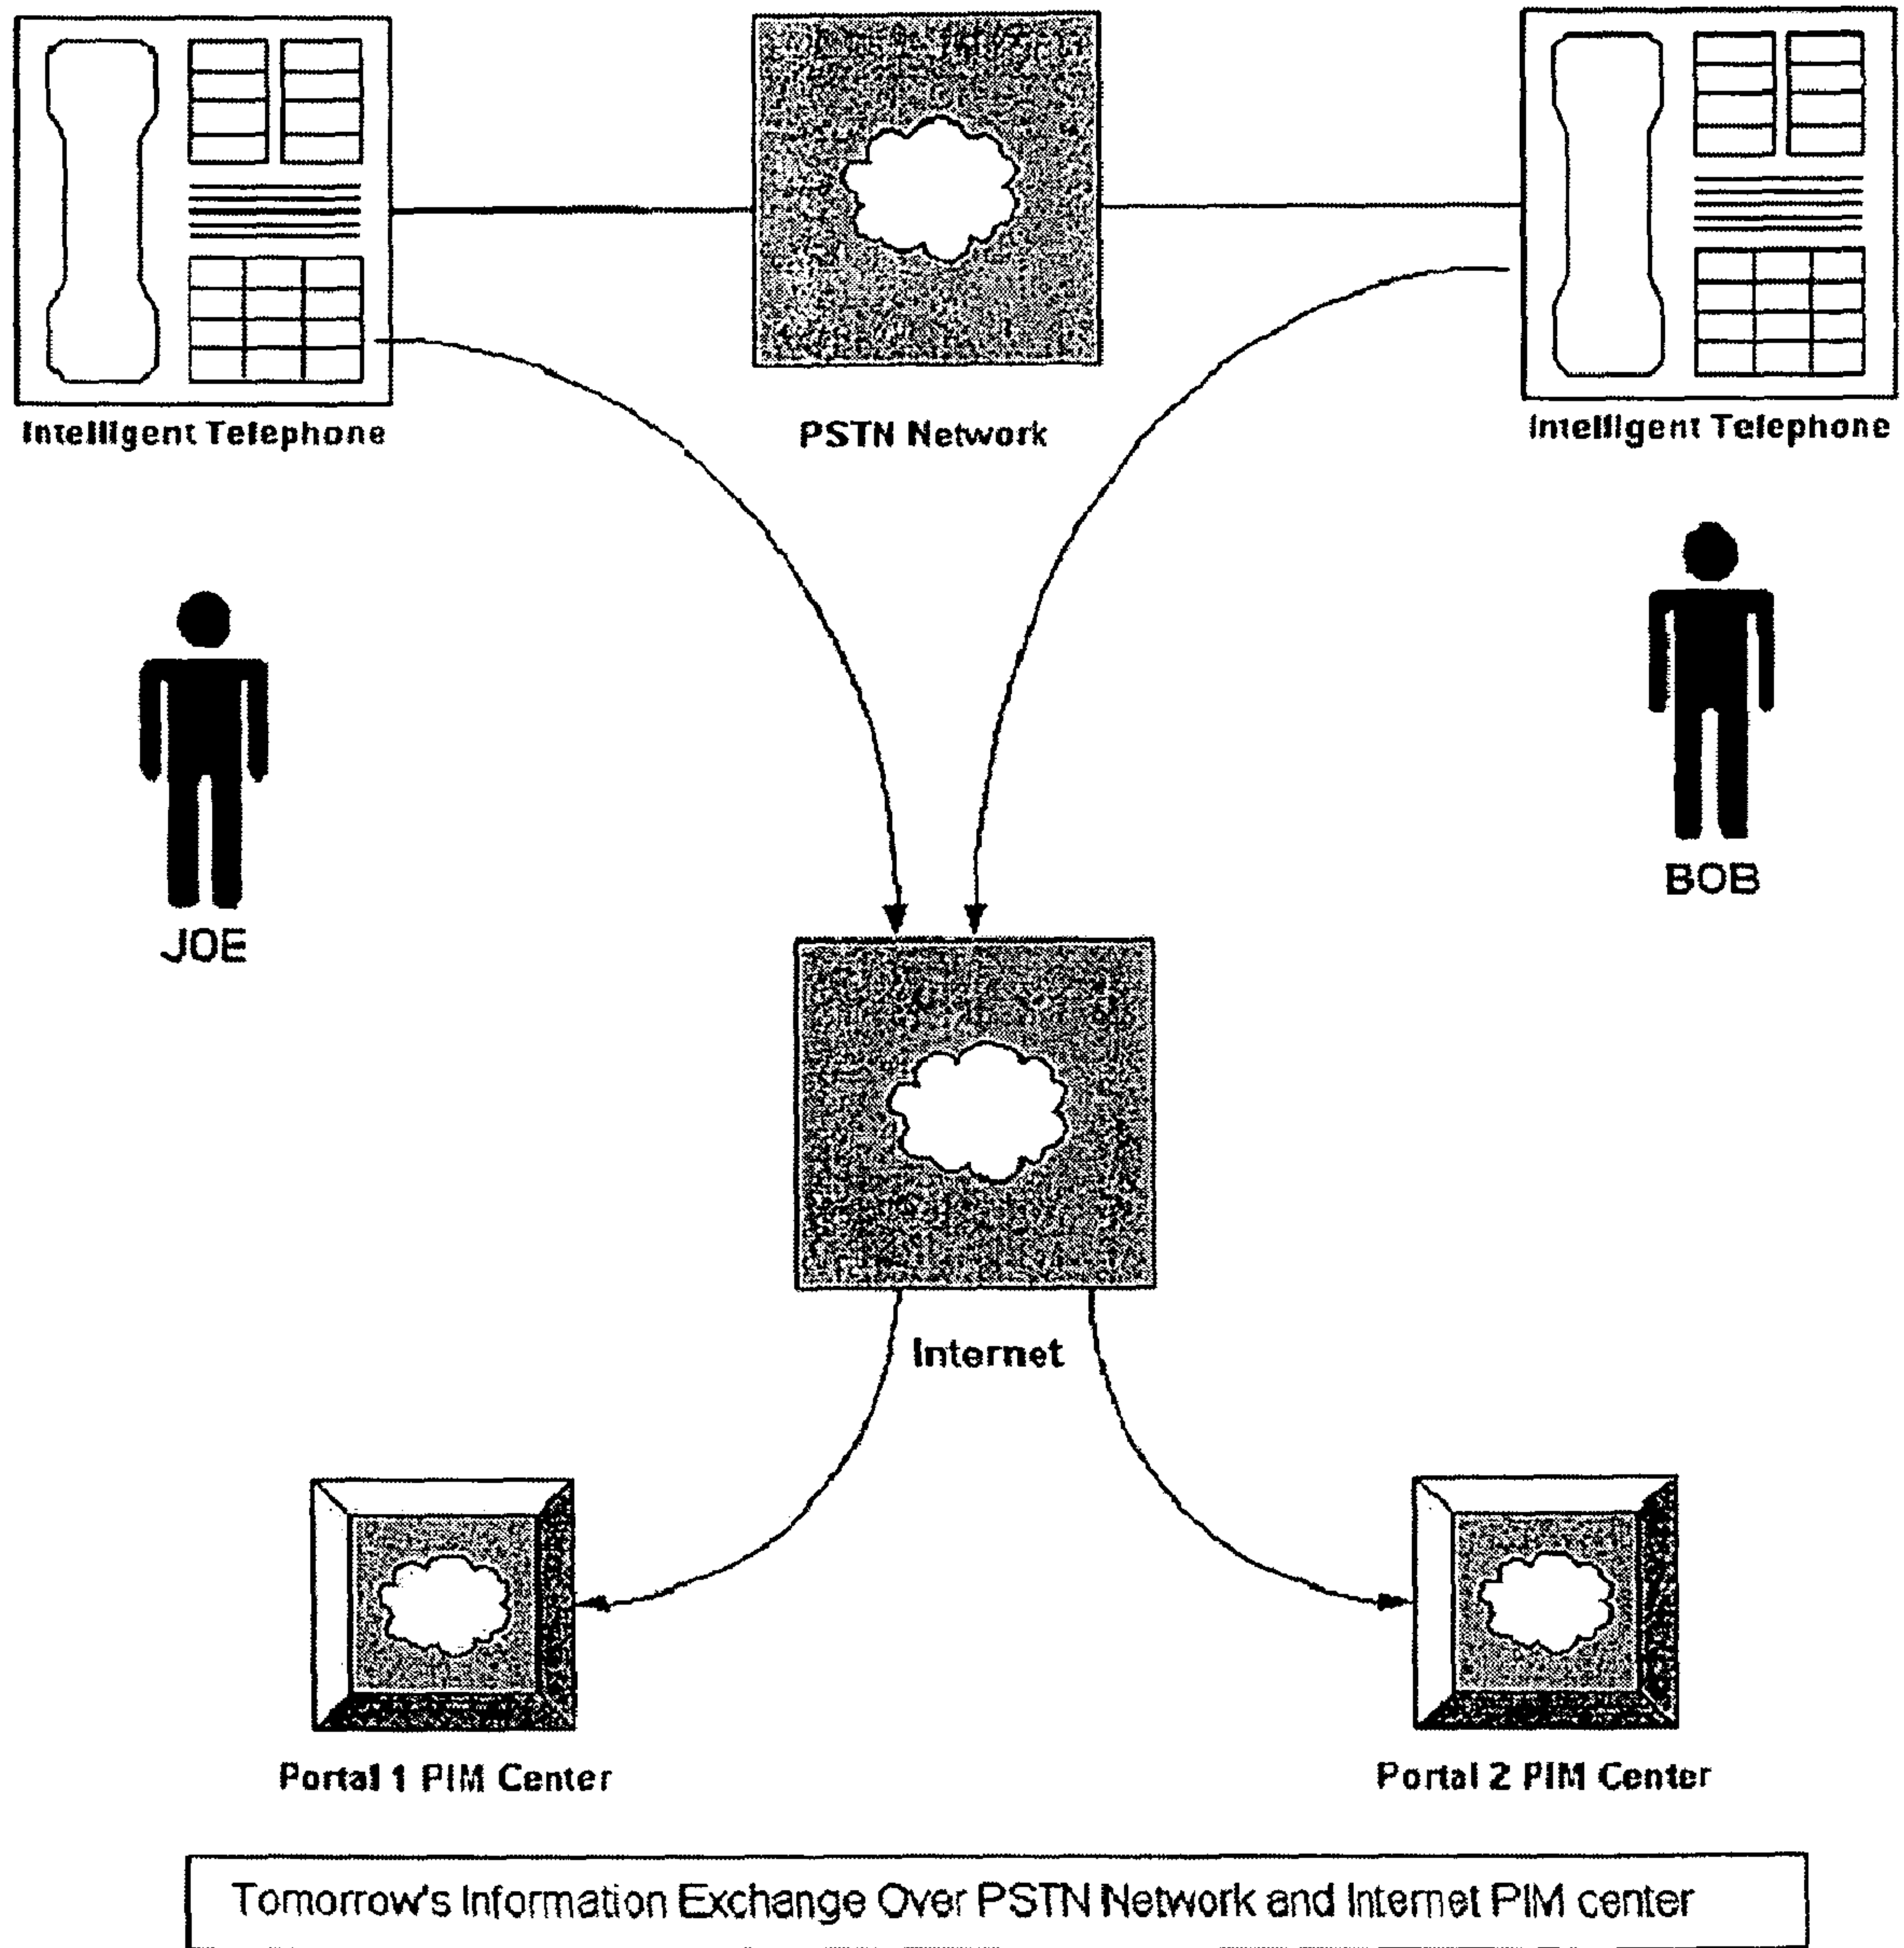 Intelligent Telephone
PSTN Network
Intelligent Telephone
JOE
BOB
Internet
Portal 1 PIM Center
Portal 2 PIM Center
Tomorrow's Information Exchange Over PSTN Network and Internet PIM center